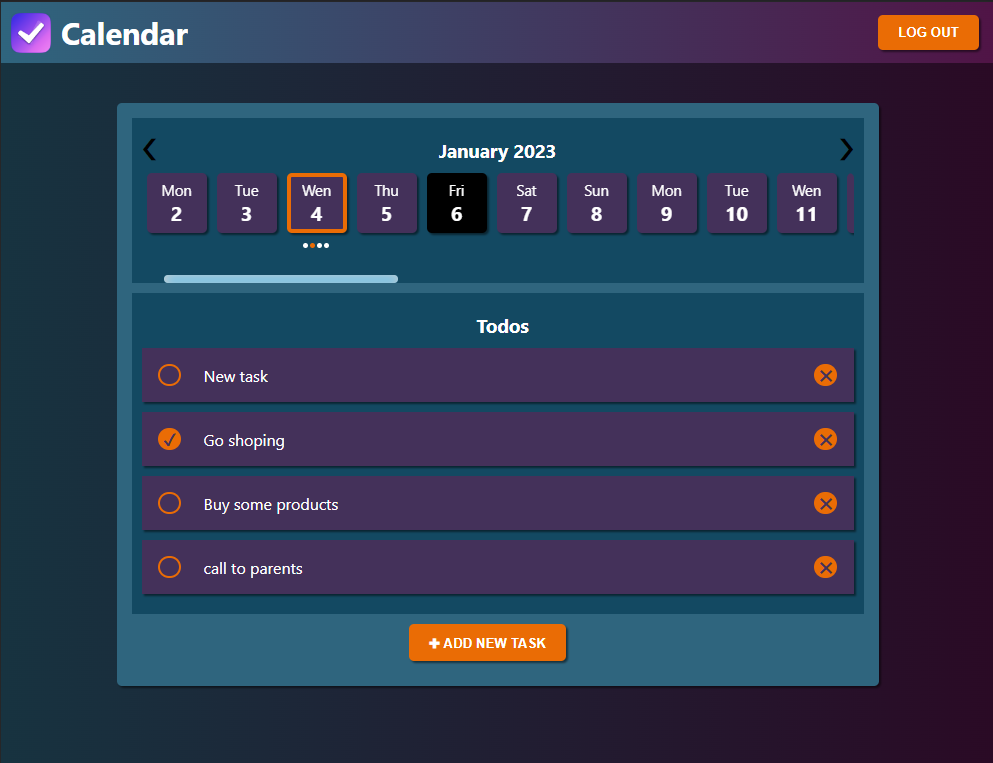 Calendar
LOG OUT
January 2023
Mon Tue Wen Thu Fri Sat Sun Mon Tue Wen
2 3 4 5 6 7 8 9 10 11
Todos
New task
Go shoping
Buy some products
call to parents
ADD NEW TASK